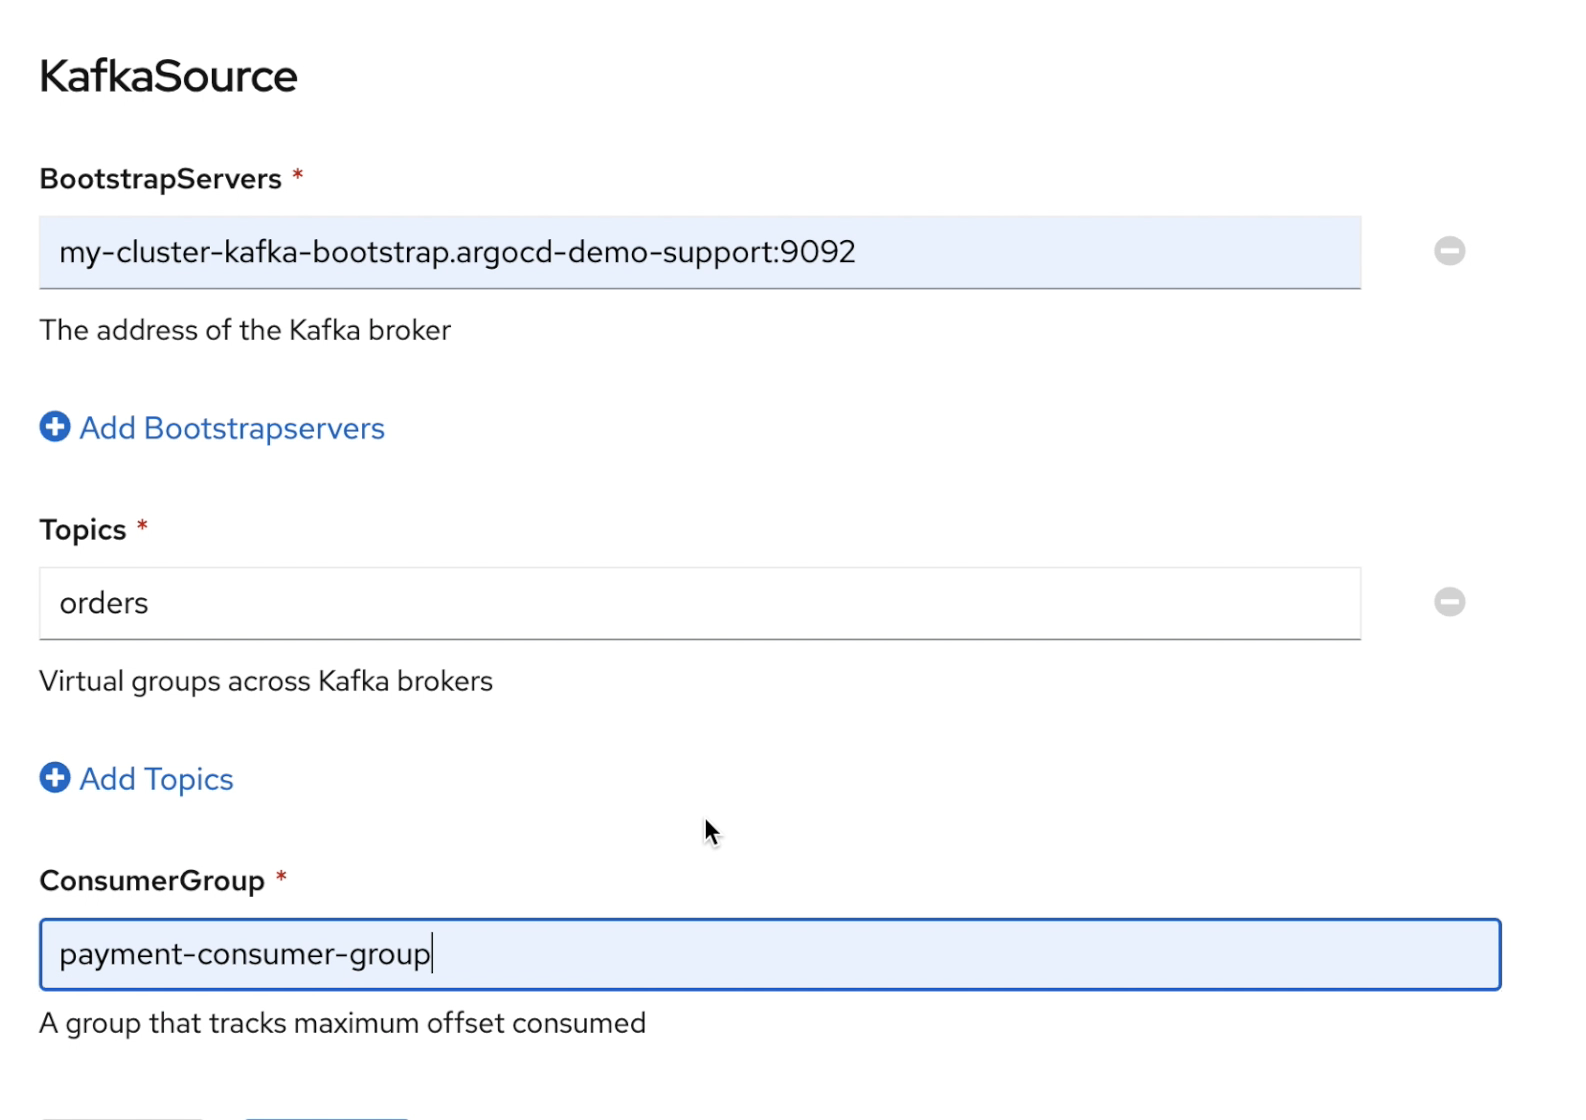 KafkaSource
BootstrapServers *
my-cluster-kafka-bootstrap.argocd-demo-support:9092
The address of the Kafka broker
Add Bootstrapservers
Topics *
orders
Virtual groups across Kafka brokers
Add Topics
ConsumerGroup *
payment-consumer-group
A group that tracks maximum offset consumed